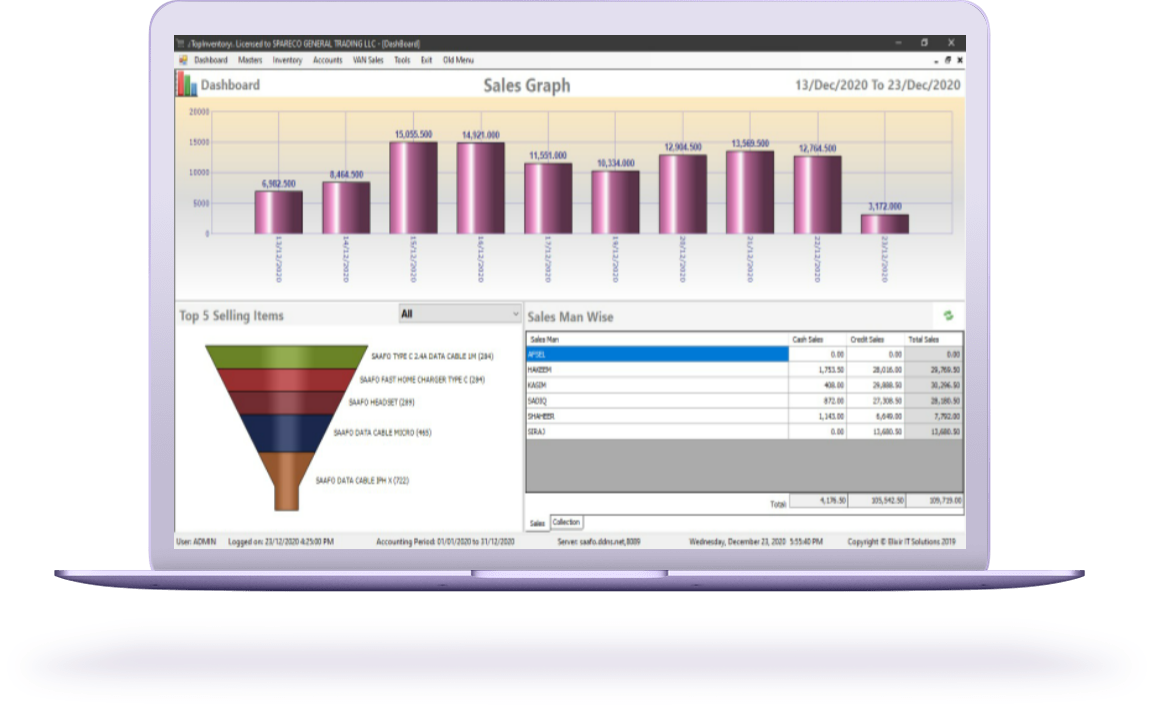 TopInventory. Licensed to SPARECO GENERAL TRADING LLC - [DashBoard]
Dashboard Masters Inventory Accounts VAN Sales Tools Exit Old Menu
Dashboard Sales Graph 13/Dec/2020 To 23/Dec/2020
20000
15000
10000
5000
0
6,982.500
8,464.500
15,055.500
14,921.000
11,551.000
10,334.000
12,904.500
13,569.500
12,764.500
3,172.000
13/12/2020
14/12/2020
15/12/2020
16/12/2020
17/12/2020
19/12/2020
20/12/2020
21/12/2020
22/12/2020
23/12/2020
Top 5 Selling Items All
SAAFO TYPE C 2.4A DATA CABLE 1M (284)
SAAFO FAST HOME CHARGER TYPE C (284)
SAAFO HEADSET (289)
SAAFO DATA CABLE MICRO (465)
SAAFO DATA CABLE IPH X (722)
Sales Man Wise
Sales Man Cash Sales Credit Sales Total Sales
AFSEL 0.00 0.00 0.00
HAKEEM 1,753.50 28,016.00 29,769.50
KASIM 408.00 29,888.50 30,296.50
SADIQ 872.00 27,308.50 28,180.50
SHAHEER 1,143.00 6,649.00 7,792.00
SIRAJ 0.00 13,680.50 13,680.50
Total: 4,176.50 105,542.50 109,719.00
Sales Collection
User: ADMIN Logged on: 23/12/2020 4:25:00 PM Accounting Period: 01/01/2020 to 31/12/2020 Server: saafo.ddns.net,8009 Wednesday, December 23, 2020 5:55:40 PM Copyright © Elixir IT Solutions 2019